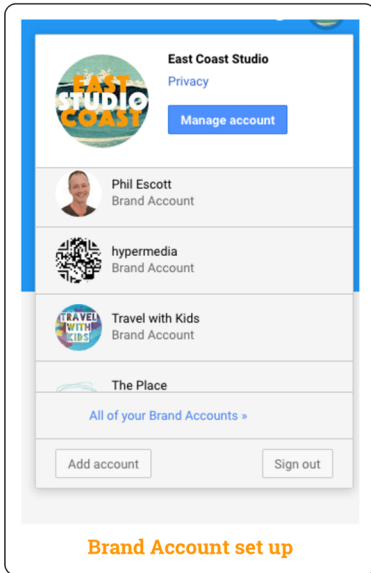 East Coast Studio
Privacy
EAST
STUDIO
COAST
Manage account
Phil Escott
Brand Account
hypermedia
Brand Account
TRAVEL
WITH
KIDS
Travel with Kids
Brand Account
The Place
All of your Brand Accounts »
Add account
Sign out
Brand Account set up